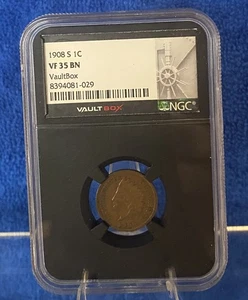 1908 S 1C
VF 35 BN
VaultBox
8394081-029
VAULTBOX
NGC